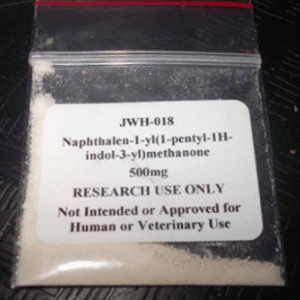 JWH-018
Naphthalen-1-yl(1-pentyl-1H-
indol-3-yl)methanone
500mg
RESEARCH USE ONLY
Not Intended or Approved for
Human or Veterinary Use